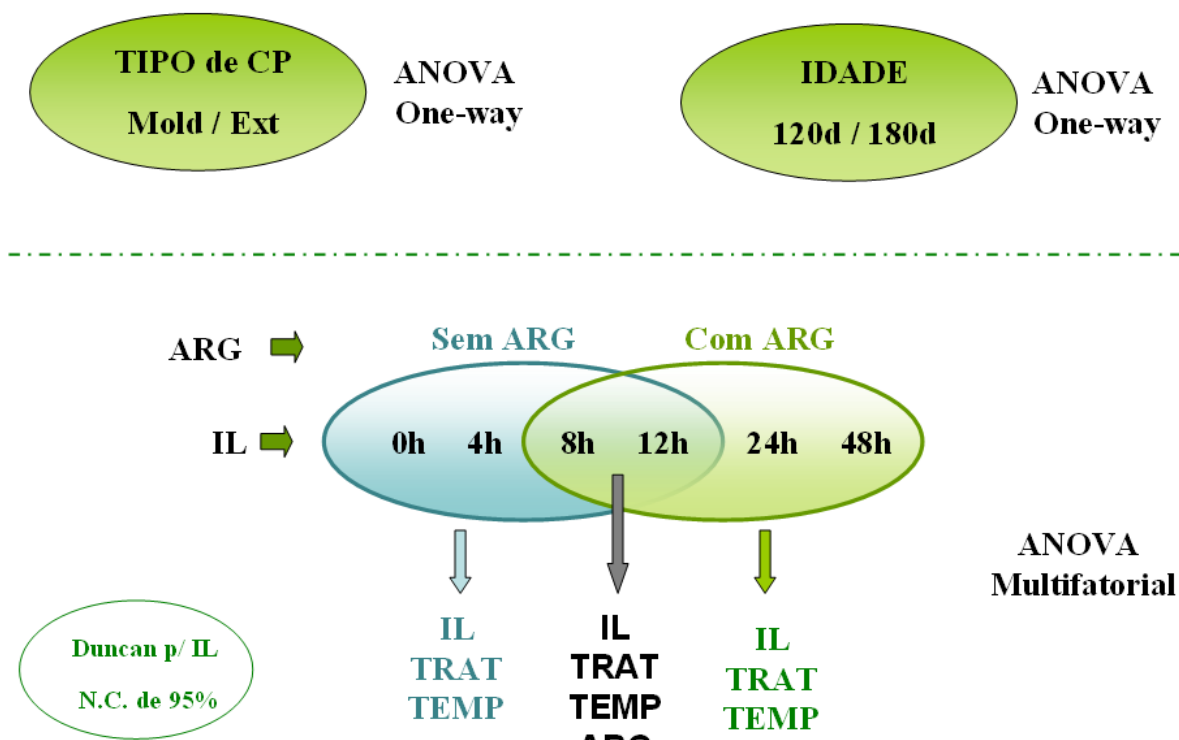 TIPO de CP
Mold / Ext
ANOVA
One-way
IDADE
120d / 180d
ANOVA
One-way
ARG
Sem ARG
Com ARG
IL
0h 4h 8h 12h 24h 48h
ANOVA
Multifatorial
IL
TRAT
TEMP
IL
TRAT
TEMP
ARG
IL
TRAT
TEMP
Duncan p/ IL
N.C. de 95%